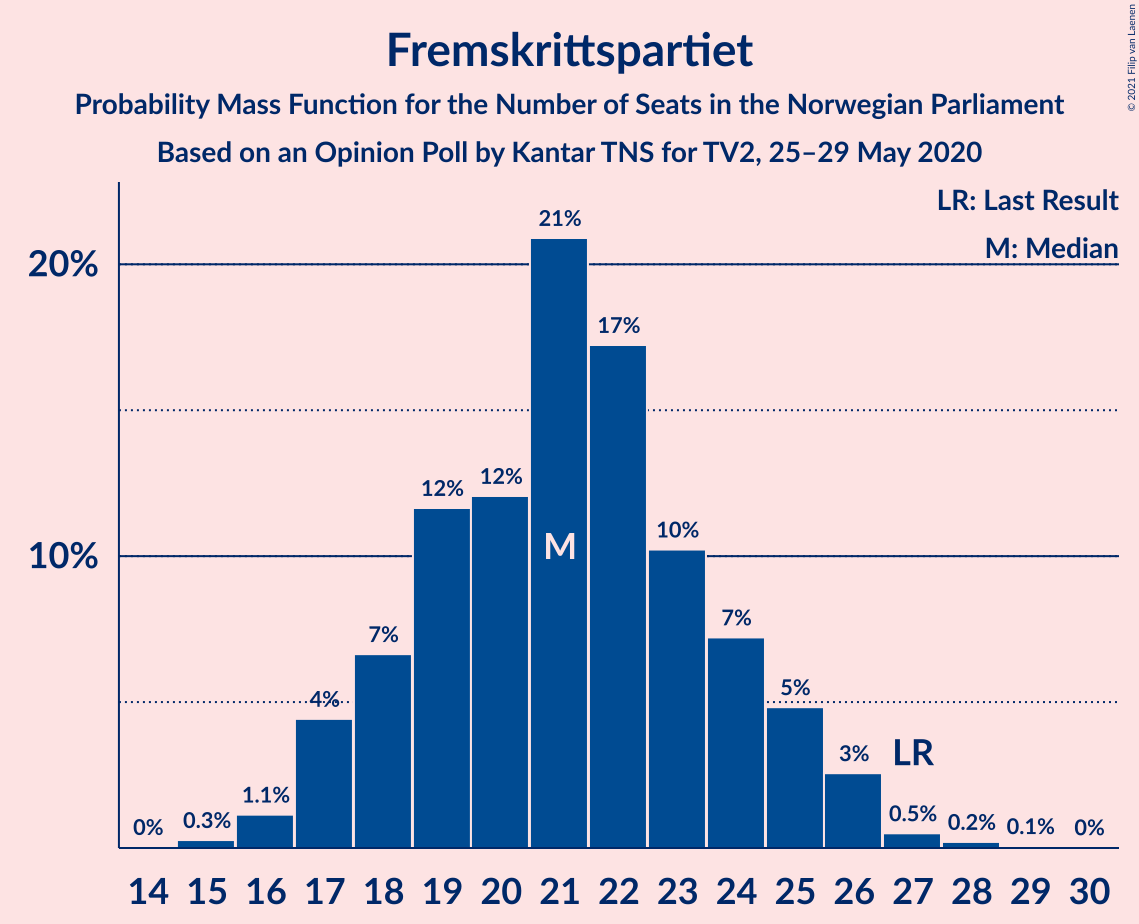 Fremskrittspartiet
Probability Mass Function for the Number of Seats in the Norwegian Parliament
Based on an Opinion Poll by Kantar TNS for TV2, 25–29 May 2020
© 2021 Filip van Laenen
LR: Last Result
M: Median
20%
10%
0%
0.3%
1.1%
4%
7%
12%
12%
21%
17%
10%
7%
5%
3%
0.5%
0.2%
0.1%
0%
M
LR
14 15 16 17 18 19 20 21 22 23 24 25 26 27 28 29 30